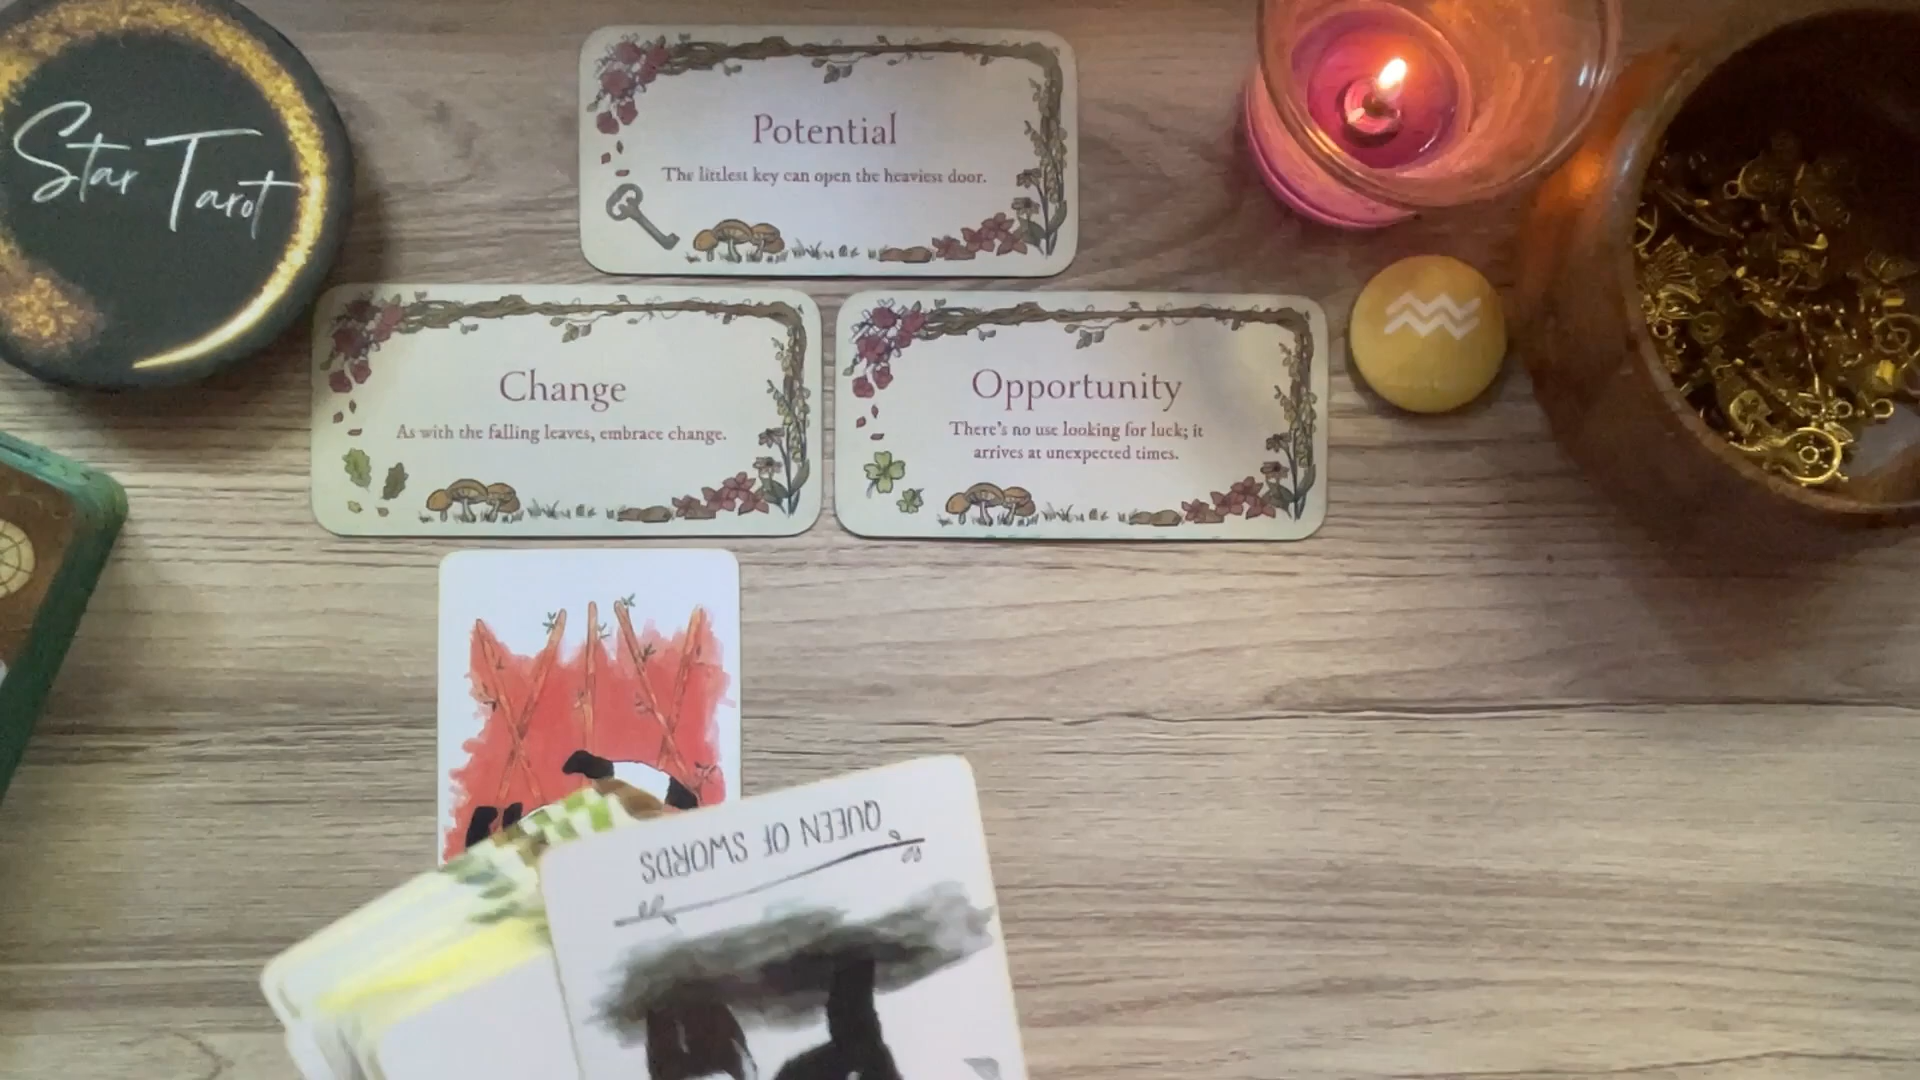 Star Tarot
Potential
The littlest key can open the heaviest door.
Change
As with the falling leaves, embrace change.
Opportunity
There's no use looking for luck; it
arrives at unexpected times.
QUEEN OF SWORDS